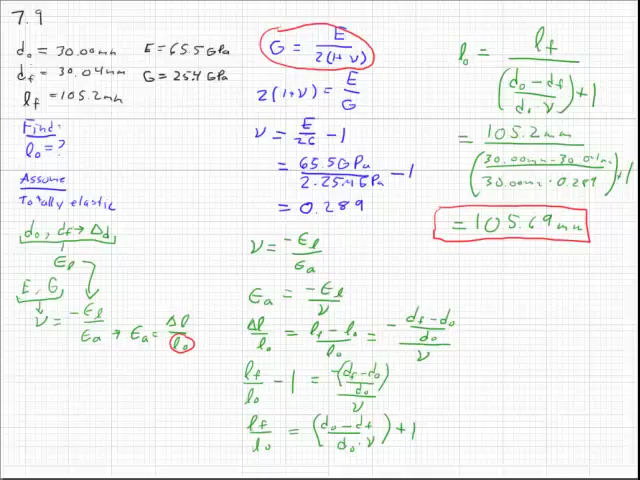 7.9
d₀ = 30.00mm E = 65.5 GPa
d_f = 30.04mm G = 25.4 GPa
l_f = 105.2mm
Find:
l₀ = ?
Assume
Totally elastic
d₀, d_f → Δd
ϵ_l
E, G
ν = -ϵ_l/ϵ_a → ϵ_a = Δl/l₀
G = E/2(1+ν)
2(1+ν) = E/G
ν = E/2G - 1
= 65.5GPa/2·25.4GPa - 1
= 0.289
ν = -ϵ_l/ϵ_a
ϵ_a = -ϵ_l/ν
Δl/l₀ = (l_f - l₀)/l₀ = -((d_f - d₀)/d₀)/ν
l_f/l₀ - 1 = (-(d_f - d₀)/d₀)/ν
l_f/l₀ = ((d₀ - d_f)/(d₀·ν)) + 1
l₀ = l_f/(((d₀ - d_f)/(d₀·ν)) + 1)
= 105.2mm/(((30.00mm - 30.04mm)/(30.00mm · 0.289)) + 1)
= 105.69mm